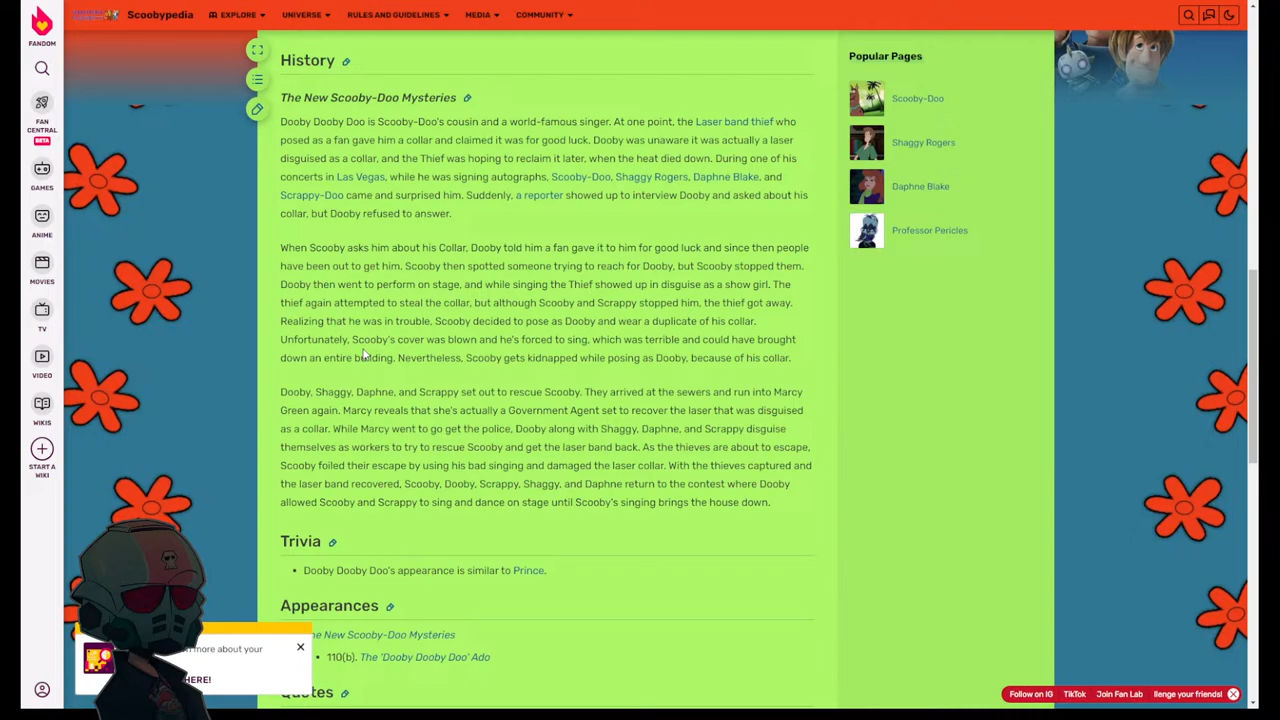 FANDOM
FAN
CENTRAL
BETA
GAMES
ANIME
MOVIES
TV
VIDEO
WIKIS
START A
WIKI
Scoobypedia
EXPLORE
UNIVERSE
RULES AND GUIDELINES
MEDIA
COMMUNITY
History
The New Scooby-Doo Mysteries
Dooby Dooby Doo is Scooby-Doo's cousin and a world-famous singer. At one point, the Laser band thief who
posed as a fan gave him a collar and claimed it was for good luck. Dooby was unaware it was actually a laser
disguised as a collar, and the Thief was hoping to reclaim it later, when the heat died down. During one of his
concerts in Las Vegas, while he was signing autographs, Scooby-Doo, Shaggy Rogers, Daphne Blake, and
Scrappy-Doo came and surprised him. Suddenly, a reporter showed up to interview Dooby and asked about his
collar, but Dooby refused to answer.
When Scooby asks him about his Collar, Dooby told him a fan gave it to him for good luck and since then people
have been out to get him. Scooby then spotted someone trying to reach for Dooby, but Scooby stopped them.
Dooby then went to perform on stage, and while singing the Thief showed up in disguise as a show girl. The
thief again attempted to steal the collar, but although Scooby and Scrappy stopped him, the thief got away.
Realizing that he was in trouble, Scooby decided to pose as Dooby and wear a duplicate of his collar.
Unfortunately, Scooby's cover was blown and he's forced to sing, which was terrible and could have brought
down an entire building. Nevertheless, Scooby gets kidnapped while posing as Dooby, because of his collar.
Dooby, Shaggy, Daphne, and Scrappy set out to rescue Scooby. They arrived at the sewers and run into Marcy
Green again. Marcy reveals that she's actually a Government Agent set to recover the laser that was disguised
as a collar. While Marcy went to go get the police, Dooby along with Shaggy, Daphne, and Scrappy disguise
themselves as workers to try to rescue Scooby and get the laser band back. As the thieves are about to escape,
Scooby foiled their escape by using his bad singing and damaged the laser collar. With the thieves captured and
the laser band recovered, Scooby, Dooby, Scrappy, Shaggy, and Daphne return to the contest where Dooby
allowed Scooby and Scrappy to sing and dance on stage until Scooby's singing brings the house down.
Trivia
Dooby Dooby Doo's appearance is similar to Prince.
Appearances
The New Scooby-Doo Mysteries
110(b). The 'Dooby Dooby Doo' Ado
Quotes
Popular Pages
Scooby-Doo
Shaggy Rogers
Daphne Blake
Professor Pericles
more about your
HERE!
Follow on IG
TikTok
Join Fan Lab
llenge your friends!